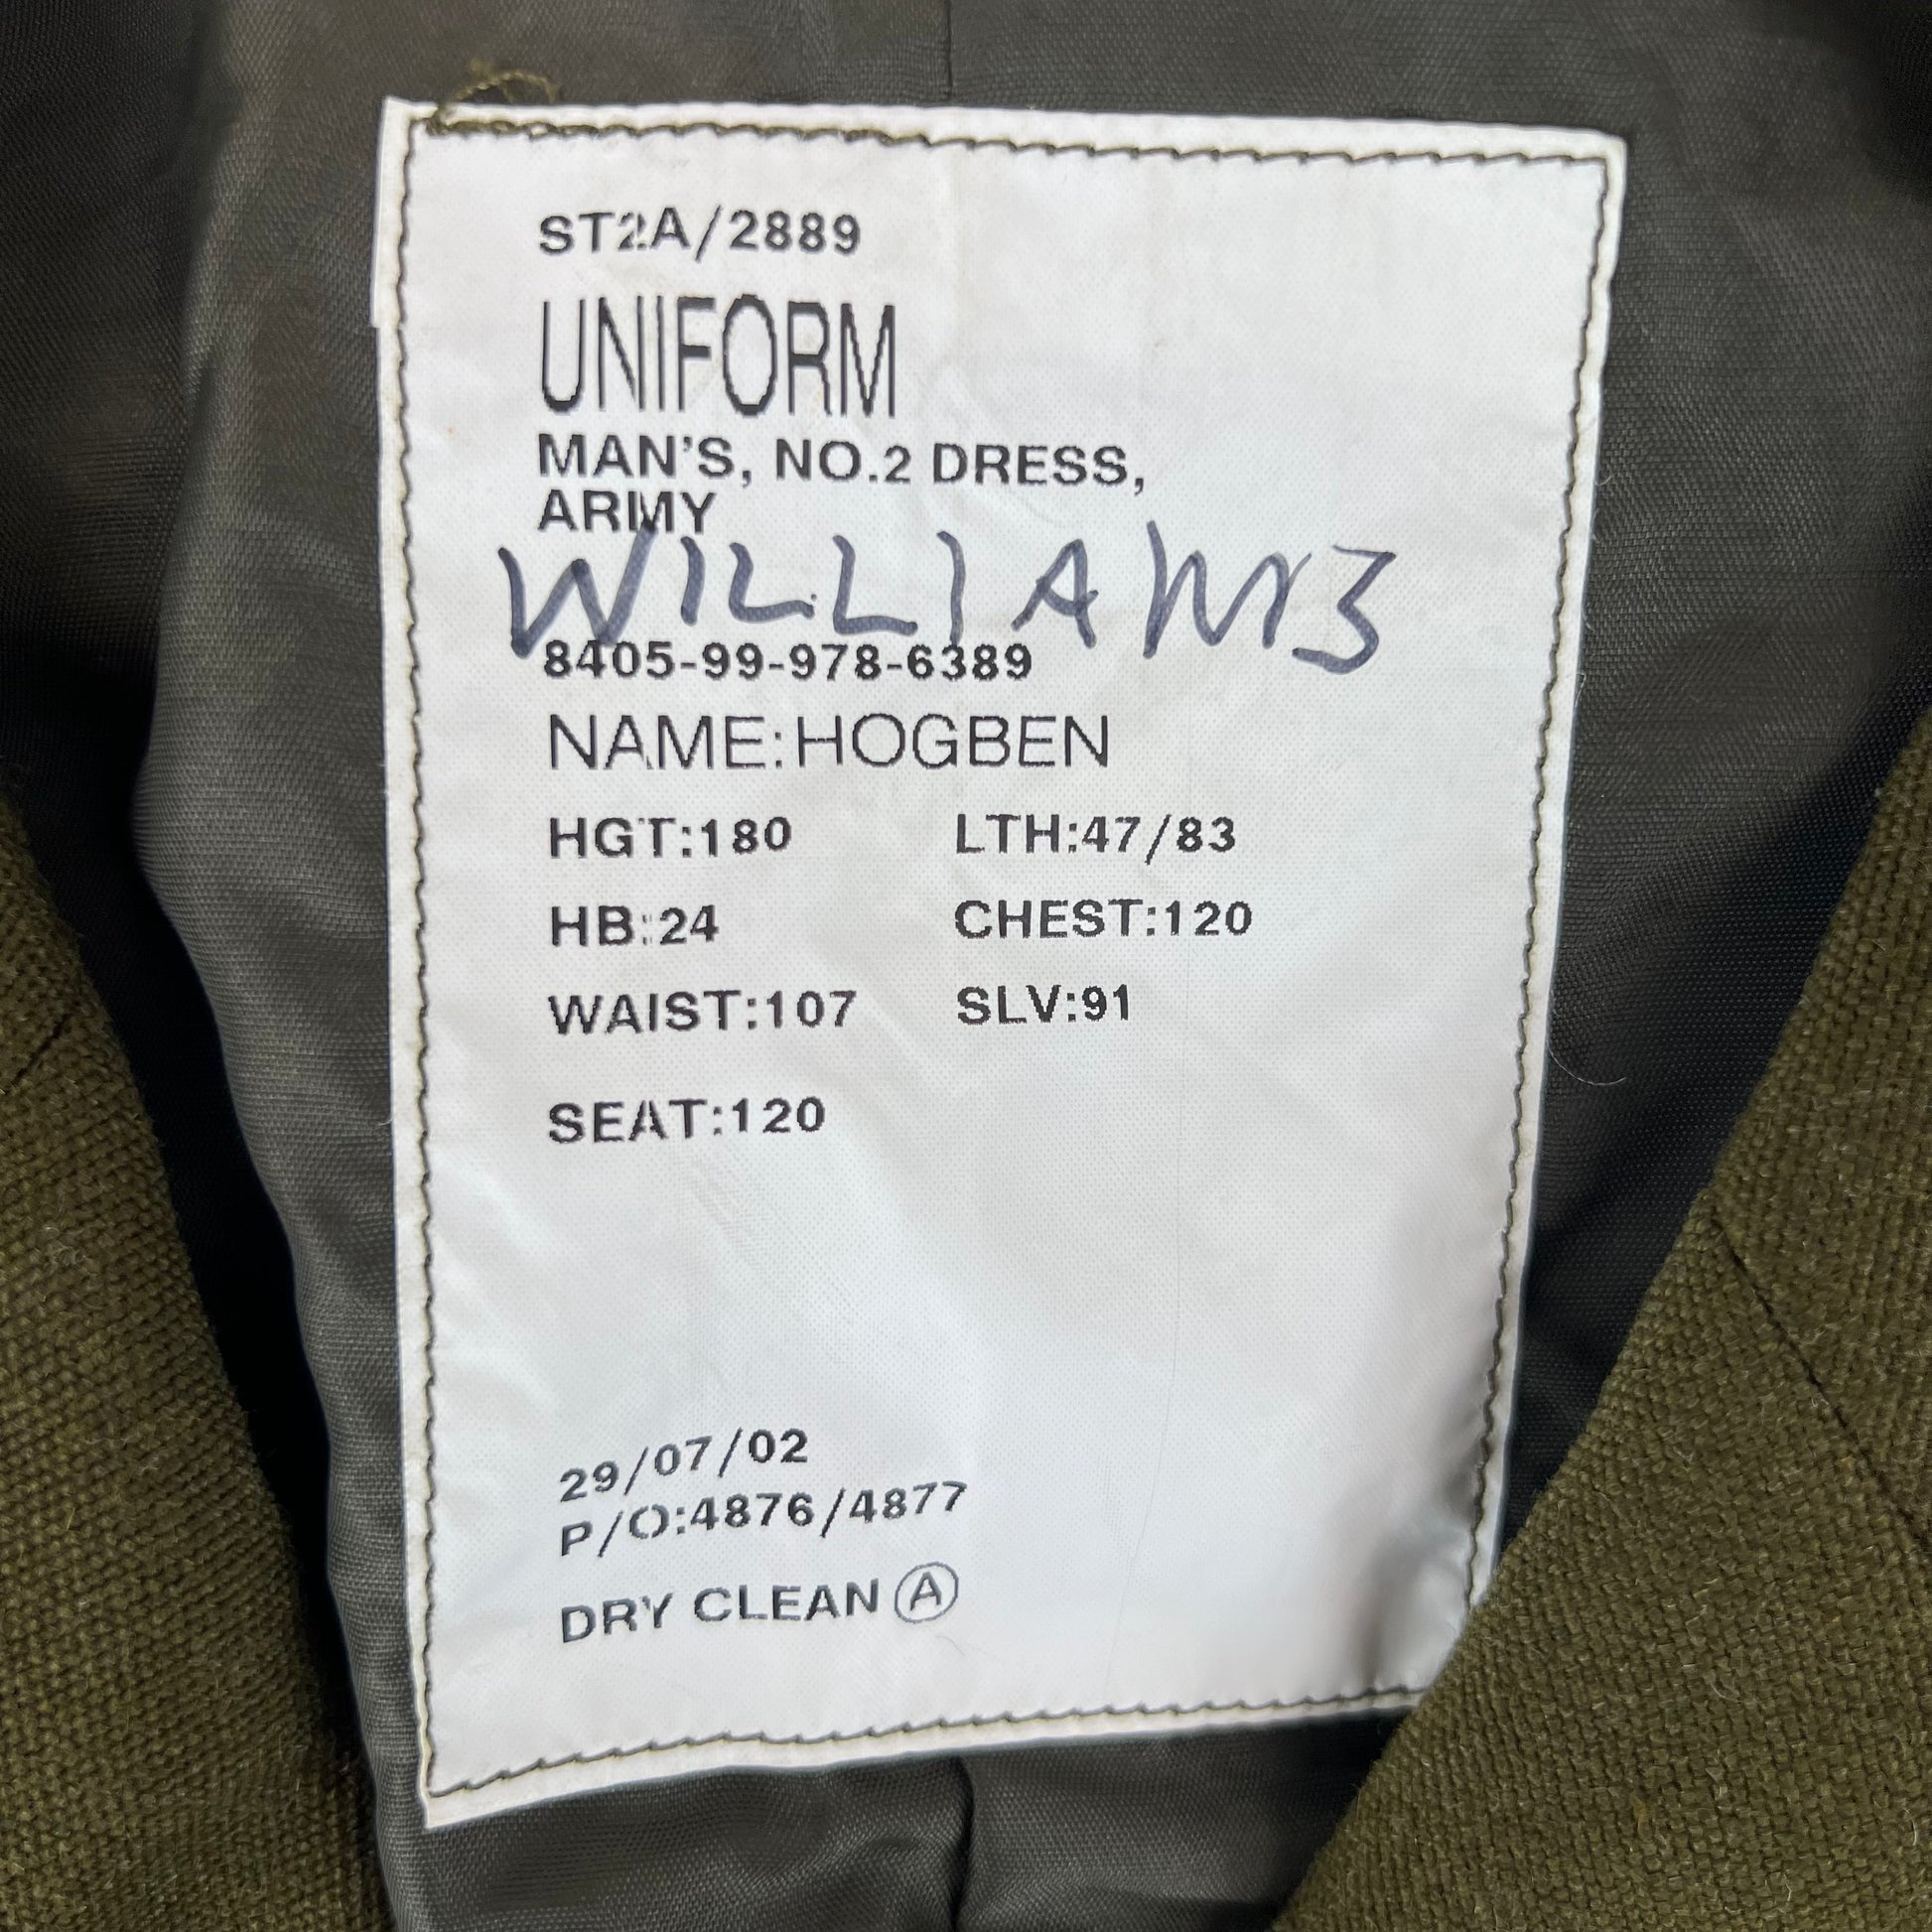 ST2A/2889
UNIFORM
MAN'S, NO.2 DRESS,
ARMY
WILLIAMS
8405-99-978-6389
NAME:HOGBEN
HGT:180 LTH:47/83
HB:24 CHEST:120
WAIST:107 SLV:91
SEAT:120
29/07/02
P/O:4876/4877
DRY CLEAN Ⓐ